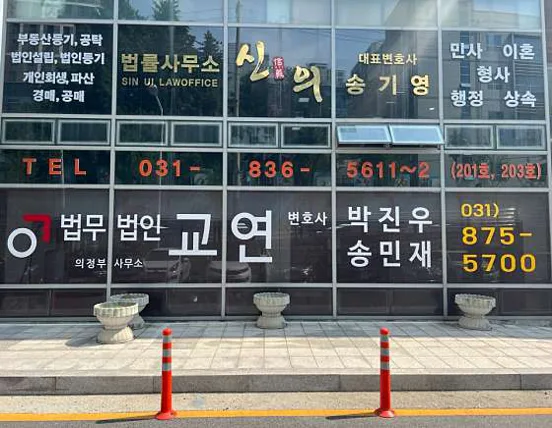 부동산등기, 공탁
법인설립, 법인등기
개인회생, 파산
경매, 공매
법률사무소
SIN UI LAWOFFICE
신의
信義
대표변호사
송기영
만사 이혼
형사
행정 상속
TEL 031- 836- 5611~2 (201호, 203호)
법무 법인 교연
의정부 사무소
변호사
박진우
송민재
031)
875-
5700